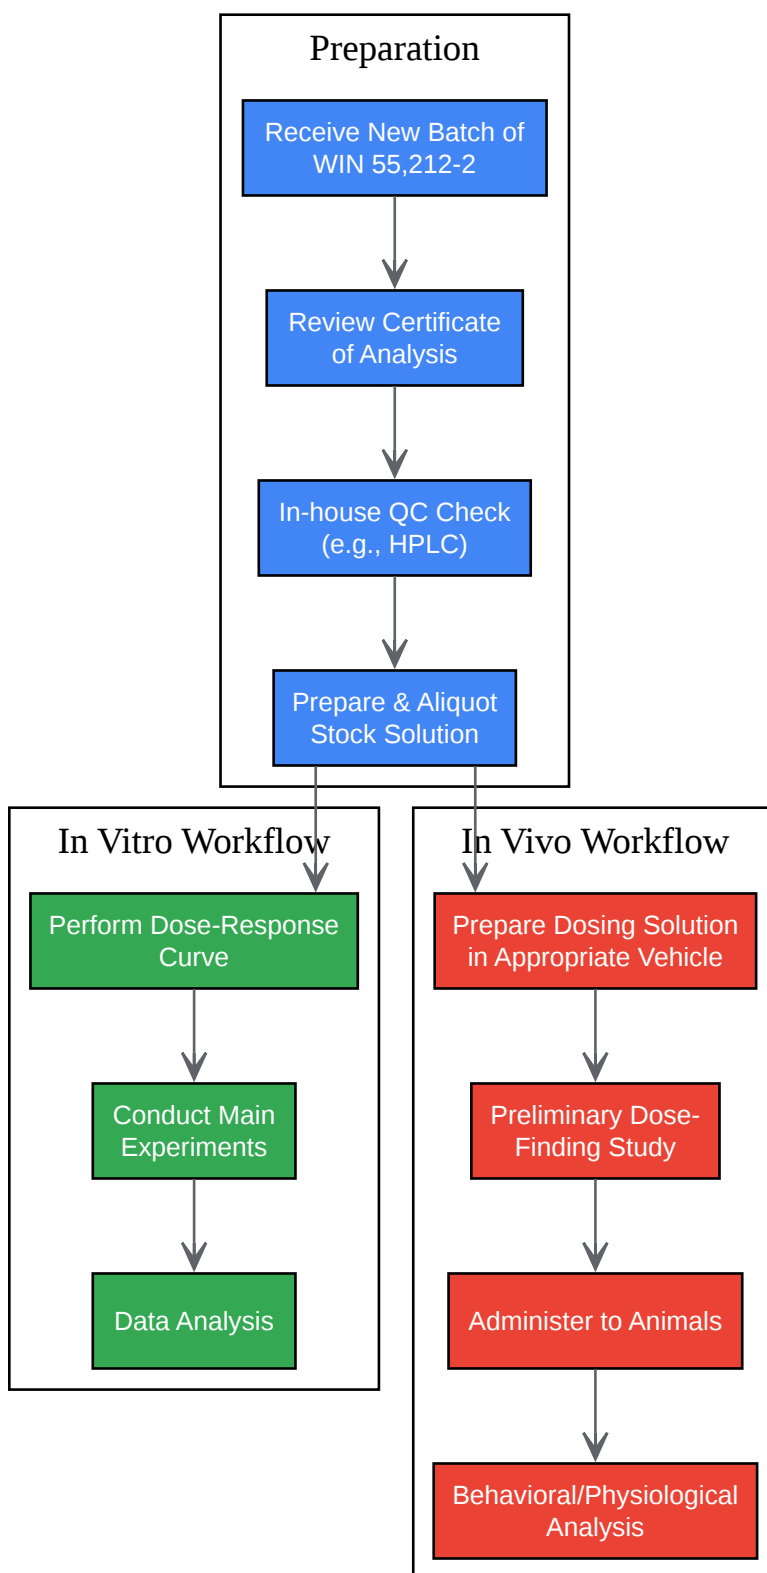 Preparation
Receive New Batch of
WIN 55,212-2
Review Certificate
of Analysis
In-house QC Check
(e.g., HPLC)
Prepare & Aliquot
Stock Solution
In Vitro Workflow
Perform Dose-Response
Curve
Conduct Main
Experiments
Data Analysis
In Vivo Workflow
Prepare Dosing Solution
in Appropriate Vehicle
Preliminary Dose-
Finding Study
Administer to Animals
Behavioral/Physiological
Analysis